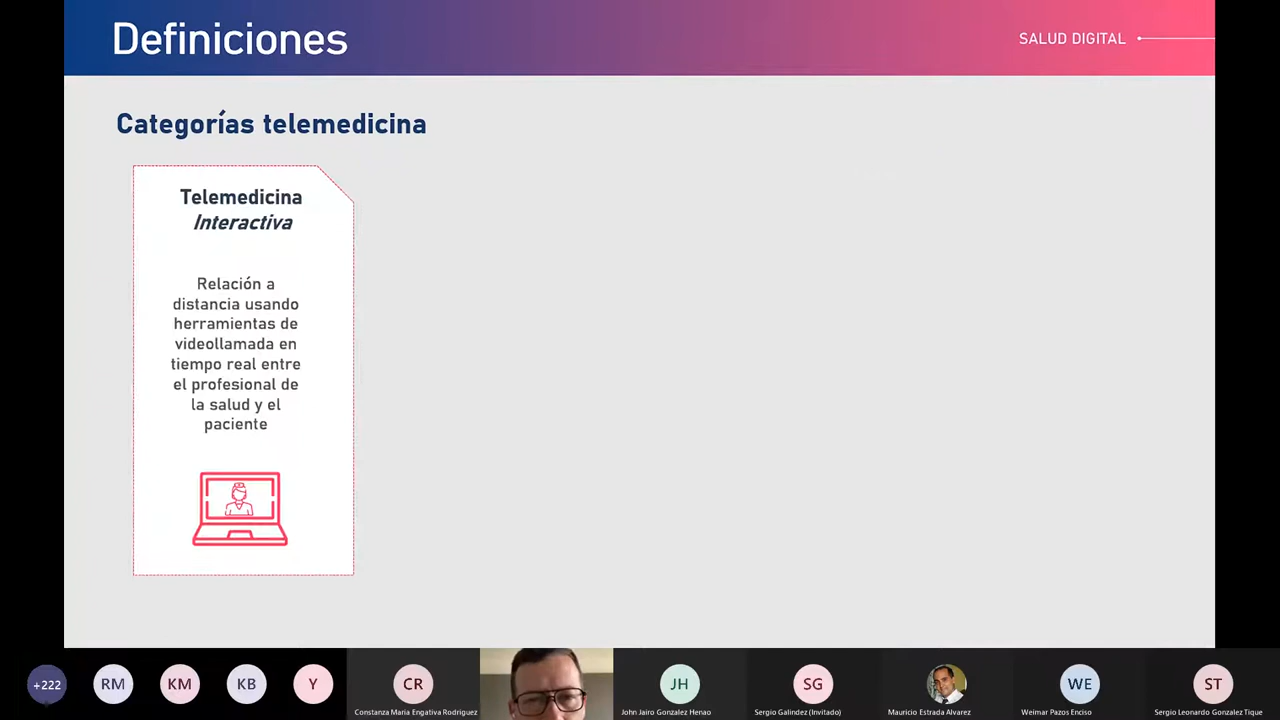 Definiciones
SALUD DIGITAL
Categorías telemedicina
Telemedicina
Interactiva
Relación a
distancia usando
herramientas de
videollamada en
tiempo real entre
el profesional de
la salud y el
paciente
+222
RM
KM
KB
Y
CR
JH
SG
WE
ST
Constanza Maria Engativa Rodriguez
John Jairo Gonzalez Henao
Sergio Galindez (Invitado)
Mauricio Estrada Alvarez
Weimar Pazos Enciso
Sergio Leonardo Gonzalez Tique